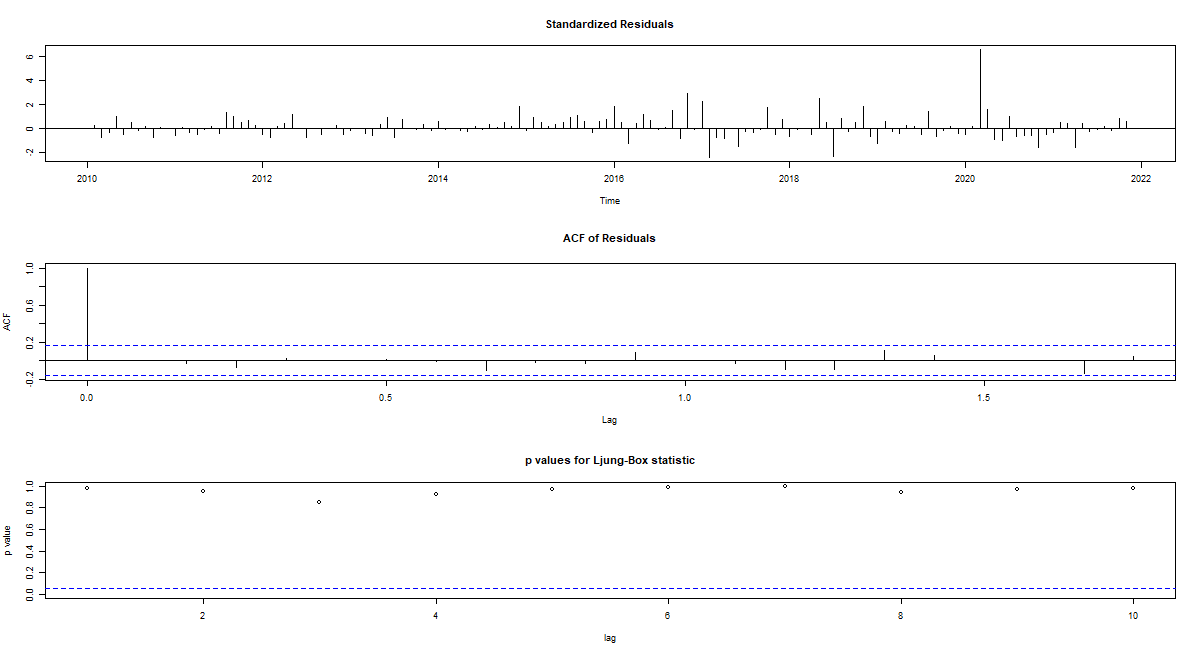 Standardized Residuals
6
4
2
0
-2
2010 2012 2014 2016 2018 2020 2022
Time
ACF of Residuals
ACF
1.0
0.6
0.2
-0.2
0.0 0.5 1.0 1.5
Lag
p values for Ljung-Box statistic
p value
1.0
0.8
0.6
0.4
0.2
0.0
2 4 6 8 10
lag